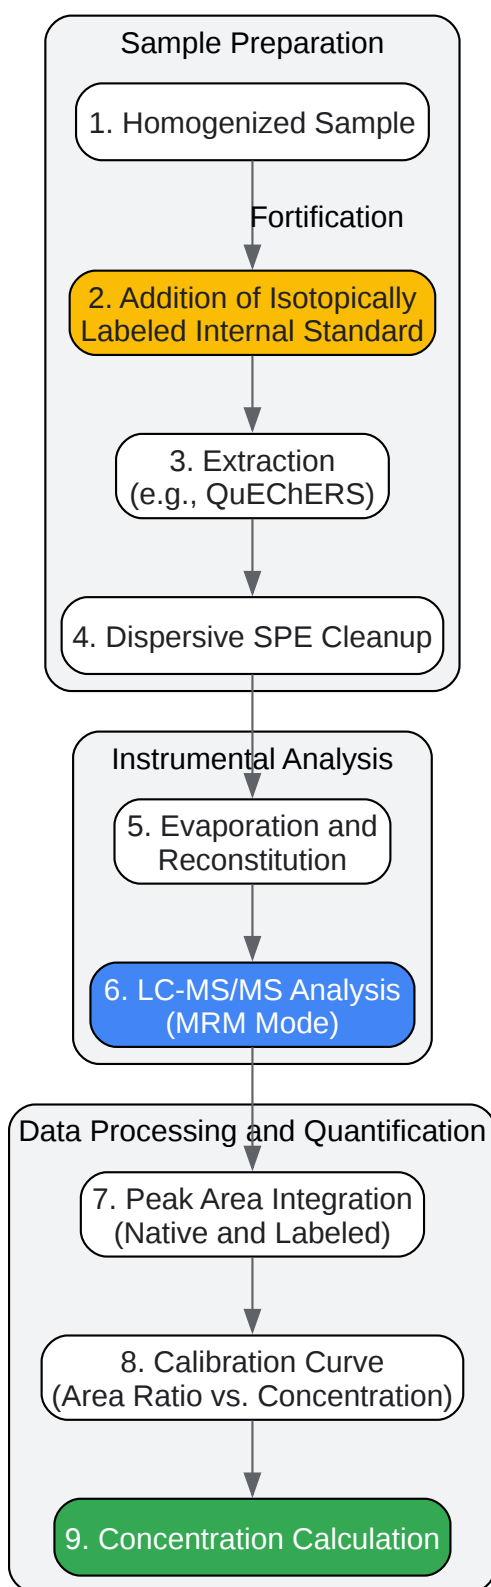 Sample Preparation
1. Homogenized Sample
Fortification
2. Addition of Isotopically
Labeled Internal Standard
3. Extraction
(e.g., QuEChERS)
4. Dispersive SPE Cleanup
Instrumental Analysis
5. Evaporation and
Reconstitution
6. LC-MS/MS Analysis
(MRM Mode)
Data Processing and Quantification
7. Peak Area Integration
(Native and Labeled)
8. Calibration Curve
(Area Ratio vs. Concentration)
9. Concentration Calculation